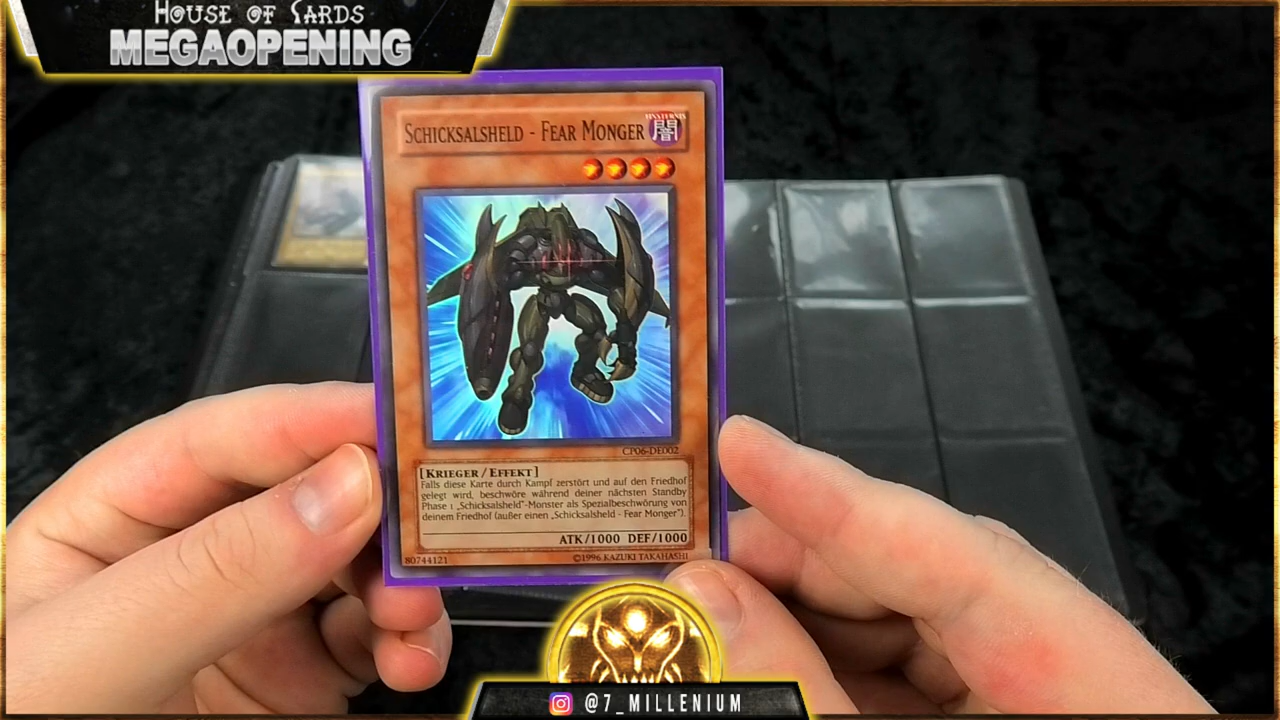 House of Cards
MEGAOPENING
Schicksalsheld - Fear Monger
FINSTERNIS
闇
CP06-DE002
[Krieger / Effekt]
Falls diese Karte durch Kampf zerstört und auf den Friedhof
gelegt wird, beschwöre während deiner nächsten Standby
Phase 1 „Schicksalsheld"-Monster als Spezialbeschwörung von
deinem Friedhof (außer einen „Schicksalsheld - Fear Monger").
ATK/1000 DEF/1000
80744121
©1996 KAZUKI TAKAHASHI
@7_MILLENIUM